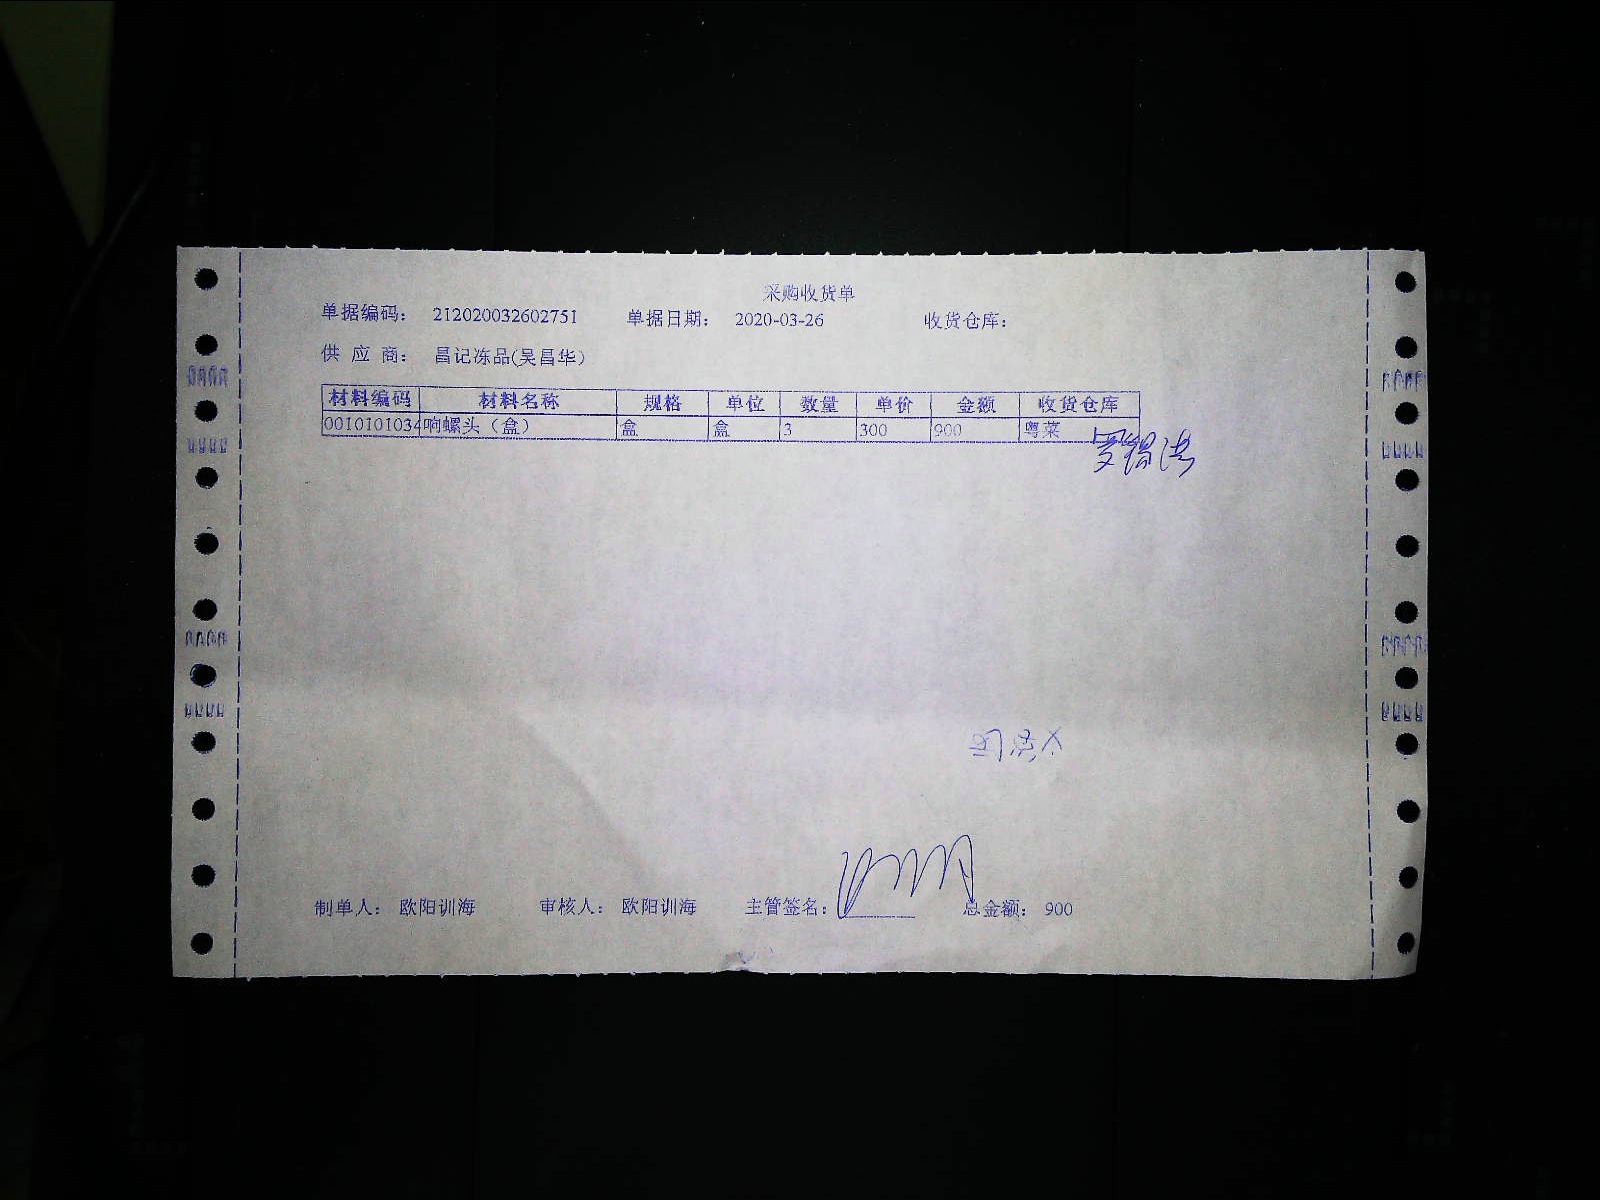 采购收货单
单据编码： 212020032602751 单据日期： 2020-03-26 收货仓库：
供 应 商： 昌记冻品(吴昌华)
材料编码 材料名称 规格 单位 数量 单价 金额 收货仓库
0010101034 响螺头（盒） 盒 盒 3 300 900 粤菜
制单人： 欧阳训海 审核人： 欧阳训海 主管签名： 总金额： 900